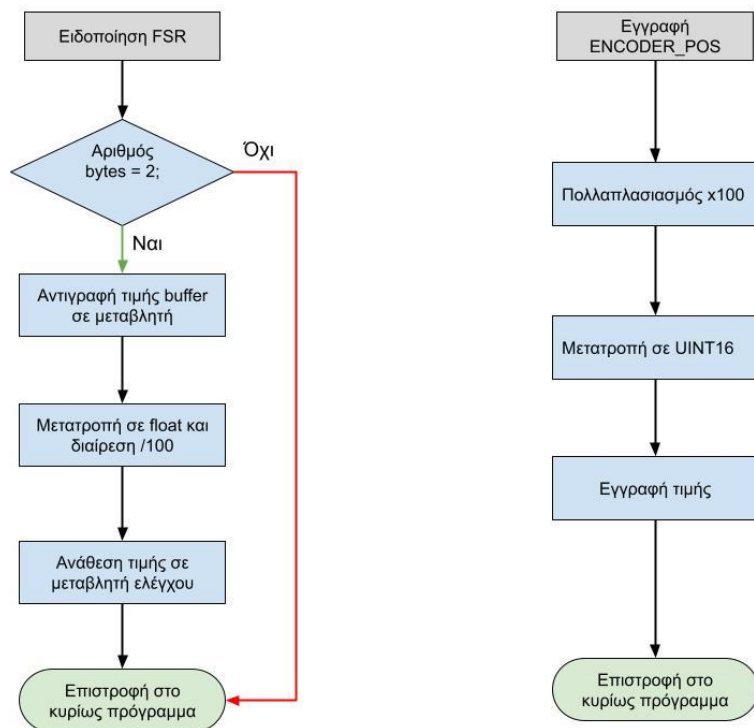 Ειδοποίηση FSR
Αριθμός
bytes = 2;
Όχι
Ναι
Αντιγραφή τιμής buffer
σε μεταβλητή
Μετατροπή σε float και
διαίρεση /100
Ανάθεση τιμής σε
μεταβλητή ελέγχου
Επιστροφή στο
κυρίως πρόγραμμα
Εγγραφή
ENCODER_POS
Πολλαπλασιασμός x100
Μετατροπή σε UINT16
Εγγραφή τιμής
Επιστροφή στο
κυρίως πρόγραμμα